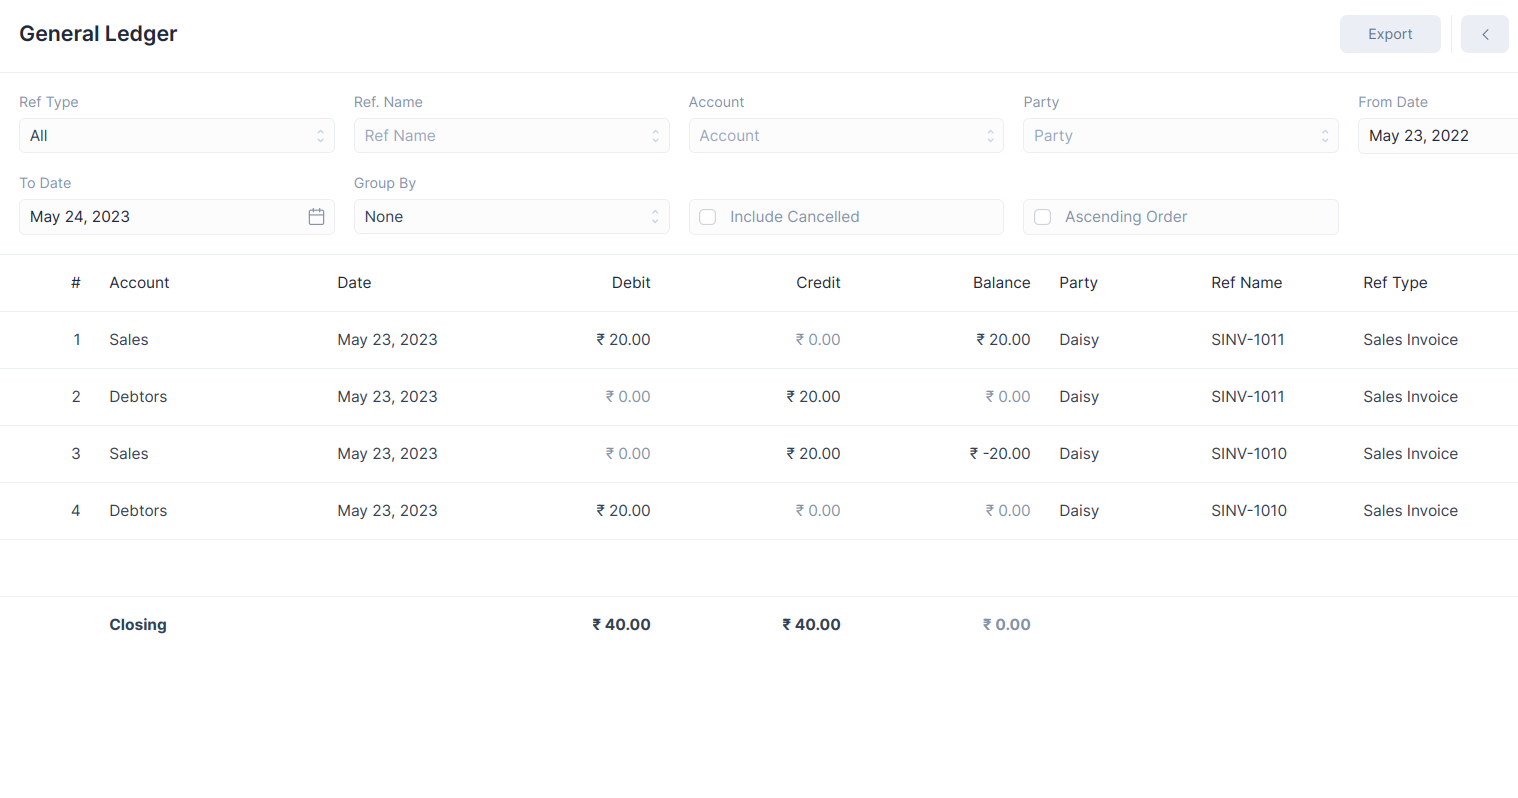 General Ledger Export
Ref Type Ref. Name Account Party From Date
All Ref Name Account Party May 23, 2022
To Date Group By
May 24, 2023 None Include Cancelled Ascending Order
# Account Date Debit Credit Balance Party Ref Name Ref Type
1 Sales May 23, 2023 ₹ 20.00 ₹ 0.00 ₹ 20.00 Daisy SINV-1011 Sales Invoice
2 Debtors May 23, 2023 ₹ 0.00 ₹ 20.00 ₹ 0.00 Daisy SINV-1011 Sales Invoice
3 Sales May 23, 2023 ₹ 0.00 ₹ 20.00 ₹ -20.00 Daisy SINV-1010 Sales Invoice
4 Debtors May 23, 2023 ₹ 20.00 ₹ 0.00 ₹ 0.00 Daisy SINV-1010 Sales Invoice
Closing ₹ 40.00 ₹ 40.00 ₹ 0.00